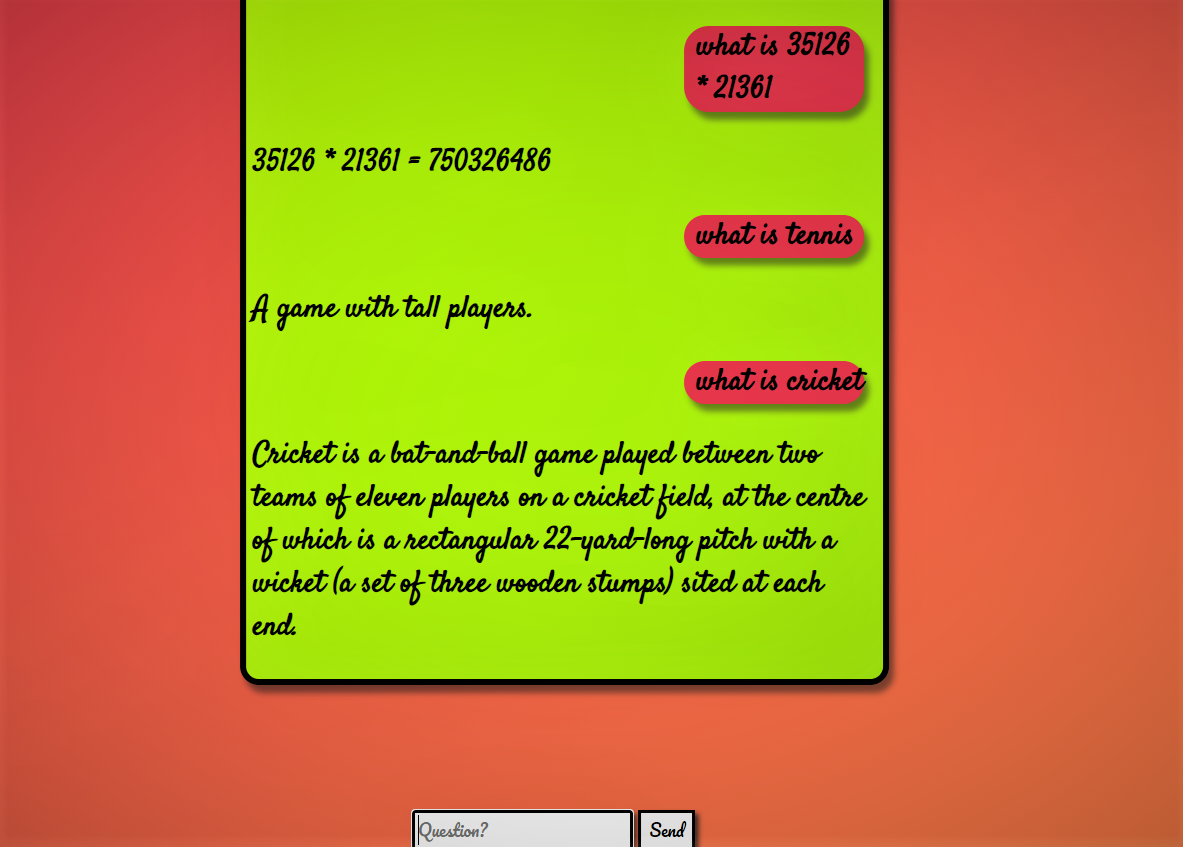 what is 35126
* 21361
35126 * 21361 = 750326486
what is tennis
A game with tall players.
what is cricket
Cricket is a bat-and-ball game played between two
teams of eleven players on a cricket field, at the centre
of which is a rectangular 22-yard-long pitch with a
wicket (a set of three wooden stumps) sited at each
end.
Question?
Send